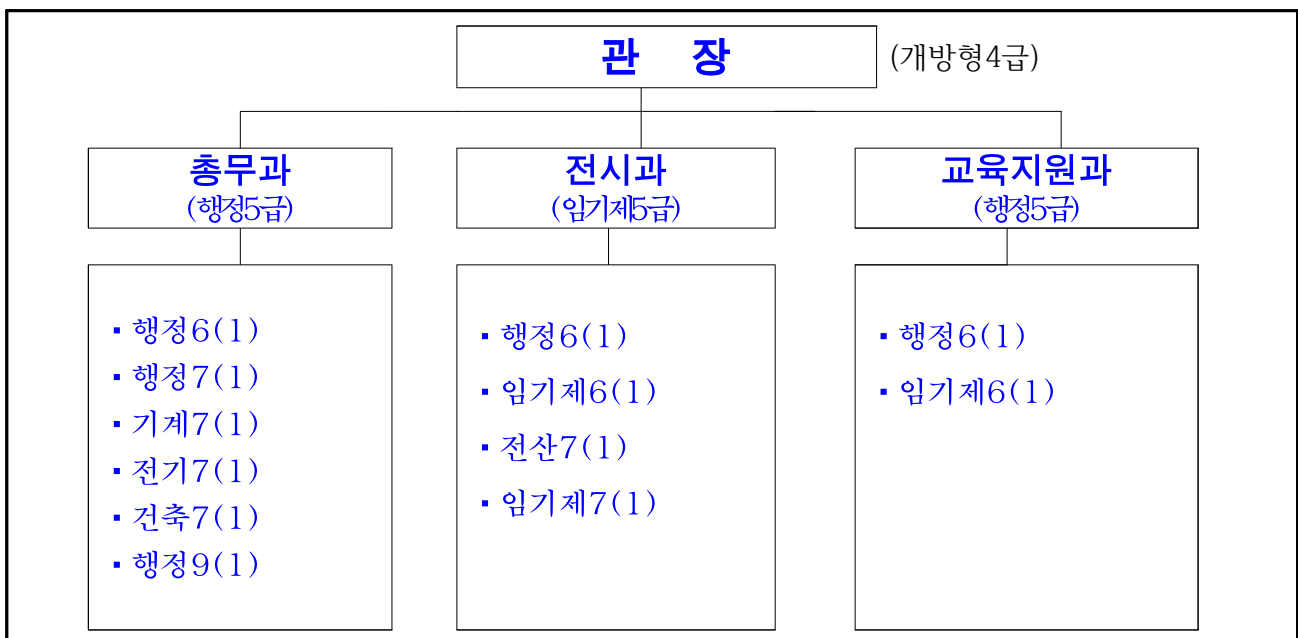 관 장
(개방형4급)
총무과
(행정5급)
전시과
(임기제5급)
교육지원과
(행정5급)
▪행정6(1)
▪행정7(1)
▪기계7(1)
▪전기7(1)
▪건축7(1)
▪행정9(1)
▪행정6(1)
▪임기제6(1)
▪전산7(1)
▪임기제7(1)
▪행정6(1)
▪임기제6(1)